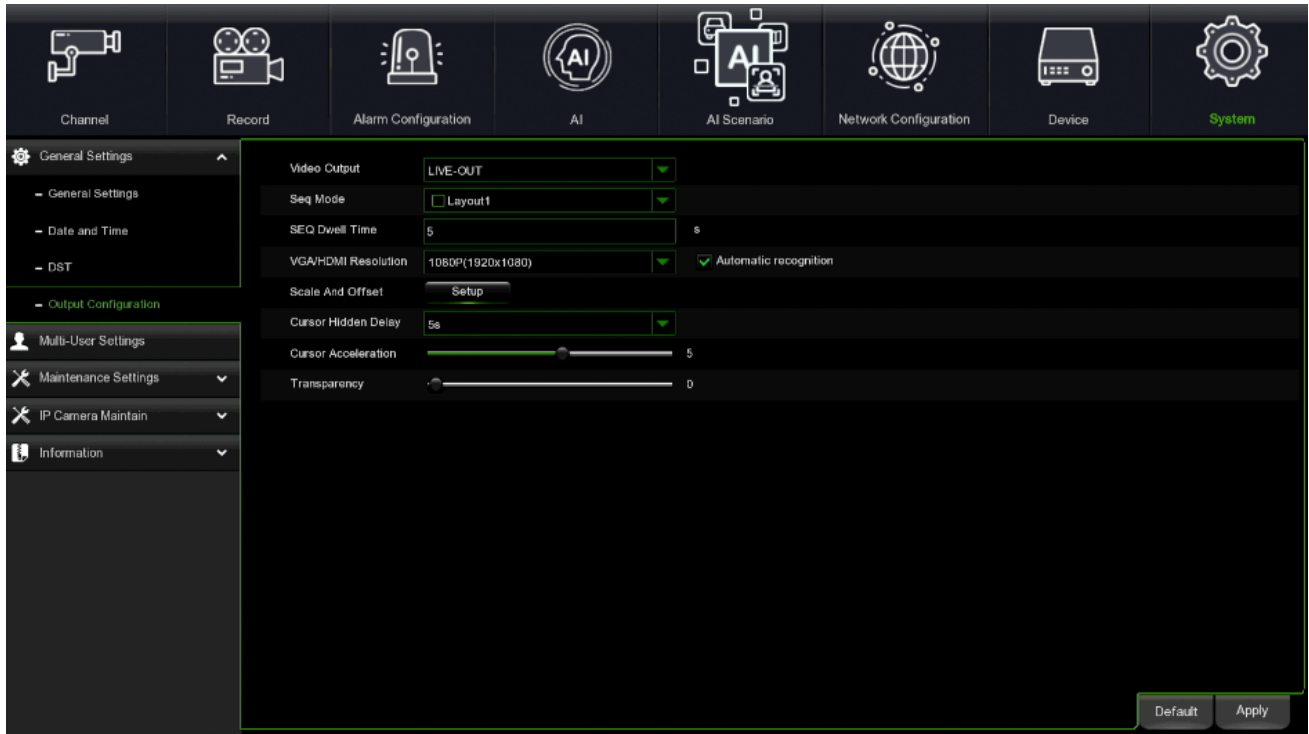 Channel
Record
Alarm Configuration
AI
AI
AI
AI Scenario
Network Configuration
Device
System
General Settings
– General Settings
– Date and Time
– DST
– Output Configuration
Multi-User Settings
Maintenance Settings
IP Camera Maintain
Information
Video Output LIVE-OUT
Seq Mode Layout1
SEQ Dwell Time 5 s
VGA/HDMI Resolution 1080P(1920x1080) Automatic recognition
Scale And Offset Setup
Cursor Hidden Delay 5s
Cursor Acceleration 5
Transparency 0
Default Apply